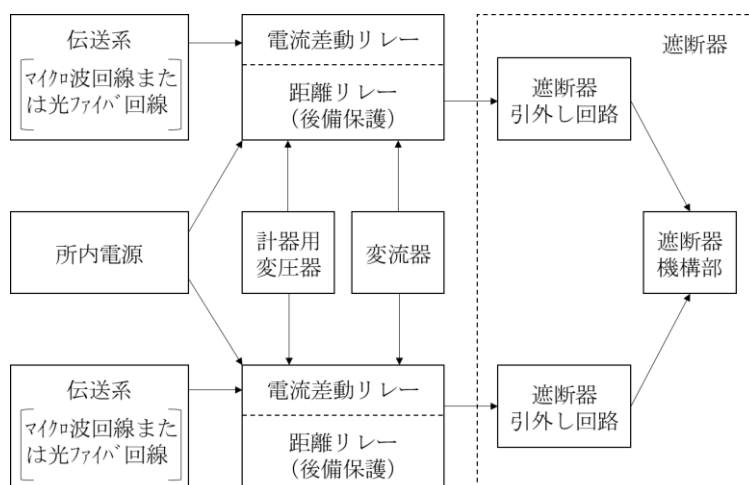 伝送系
マイクロ波回線また
は光ファイバ回線
電流差動リレー
距離リレー
(後備保護)
遮断器
遮断器
引外し回路
所内電源
計器用
変圧器
変流器
遮断器
機構部
伝送系
マイクロ波回線また
は光ファイバ回線
電流差動リレー
距離リレー
(後備保護)
遮断器
引外し回路